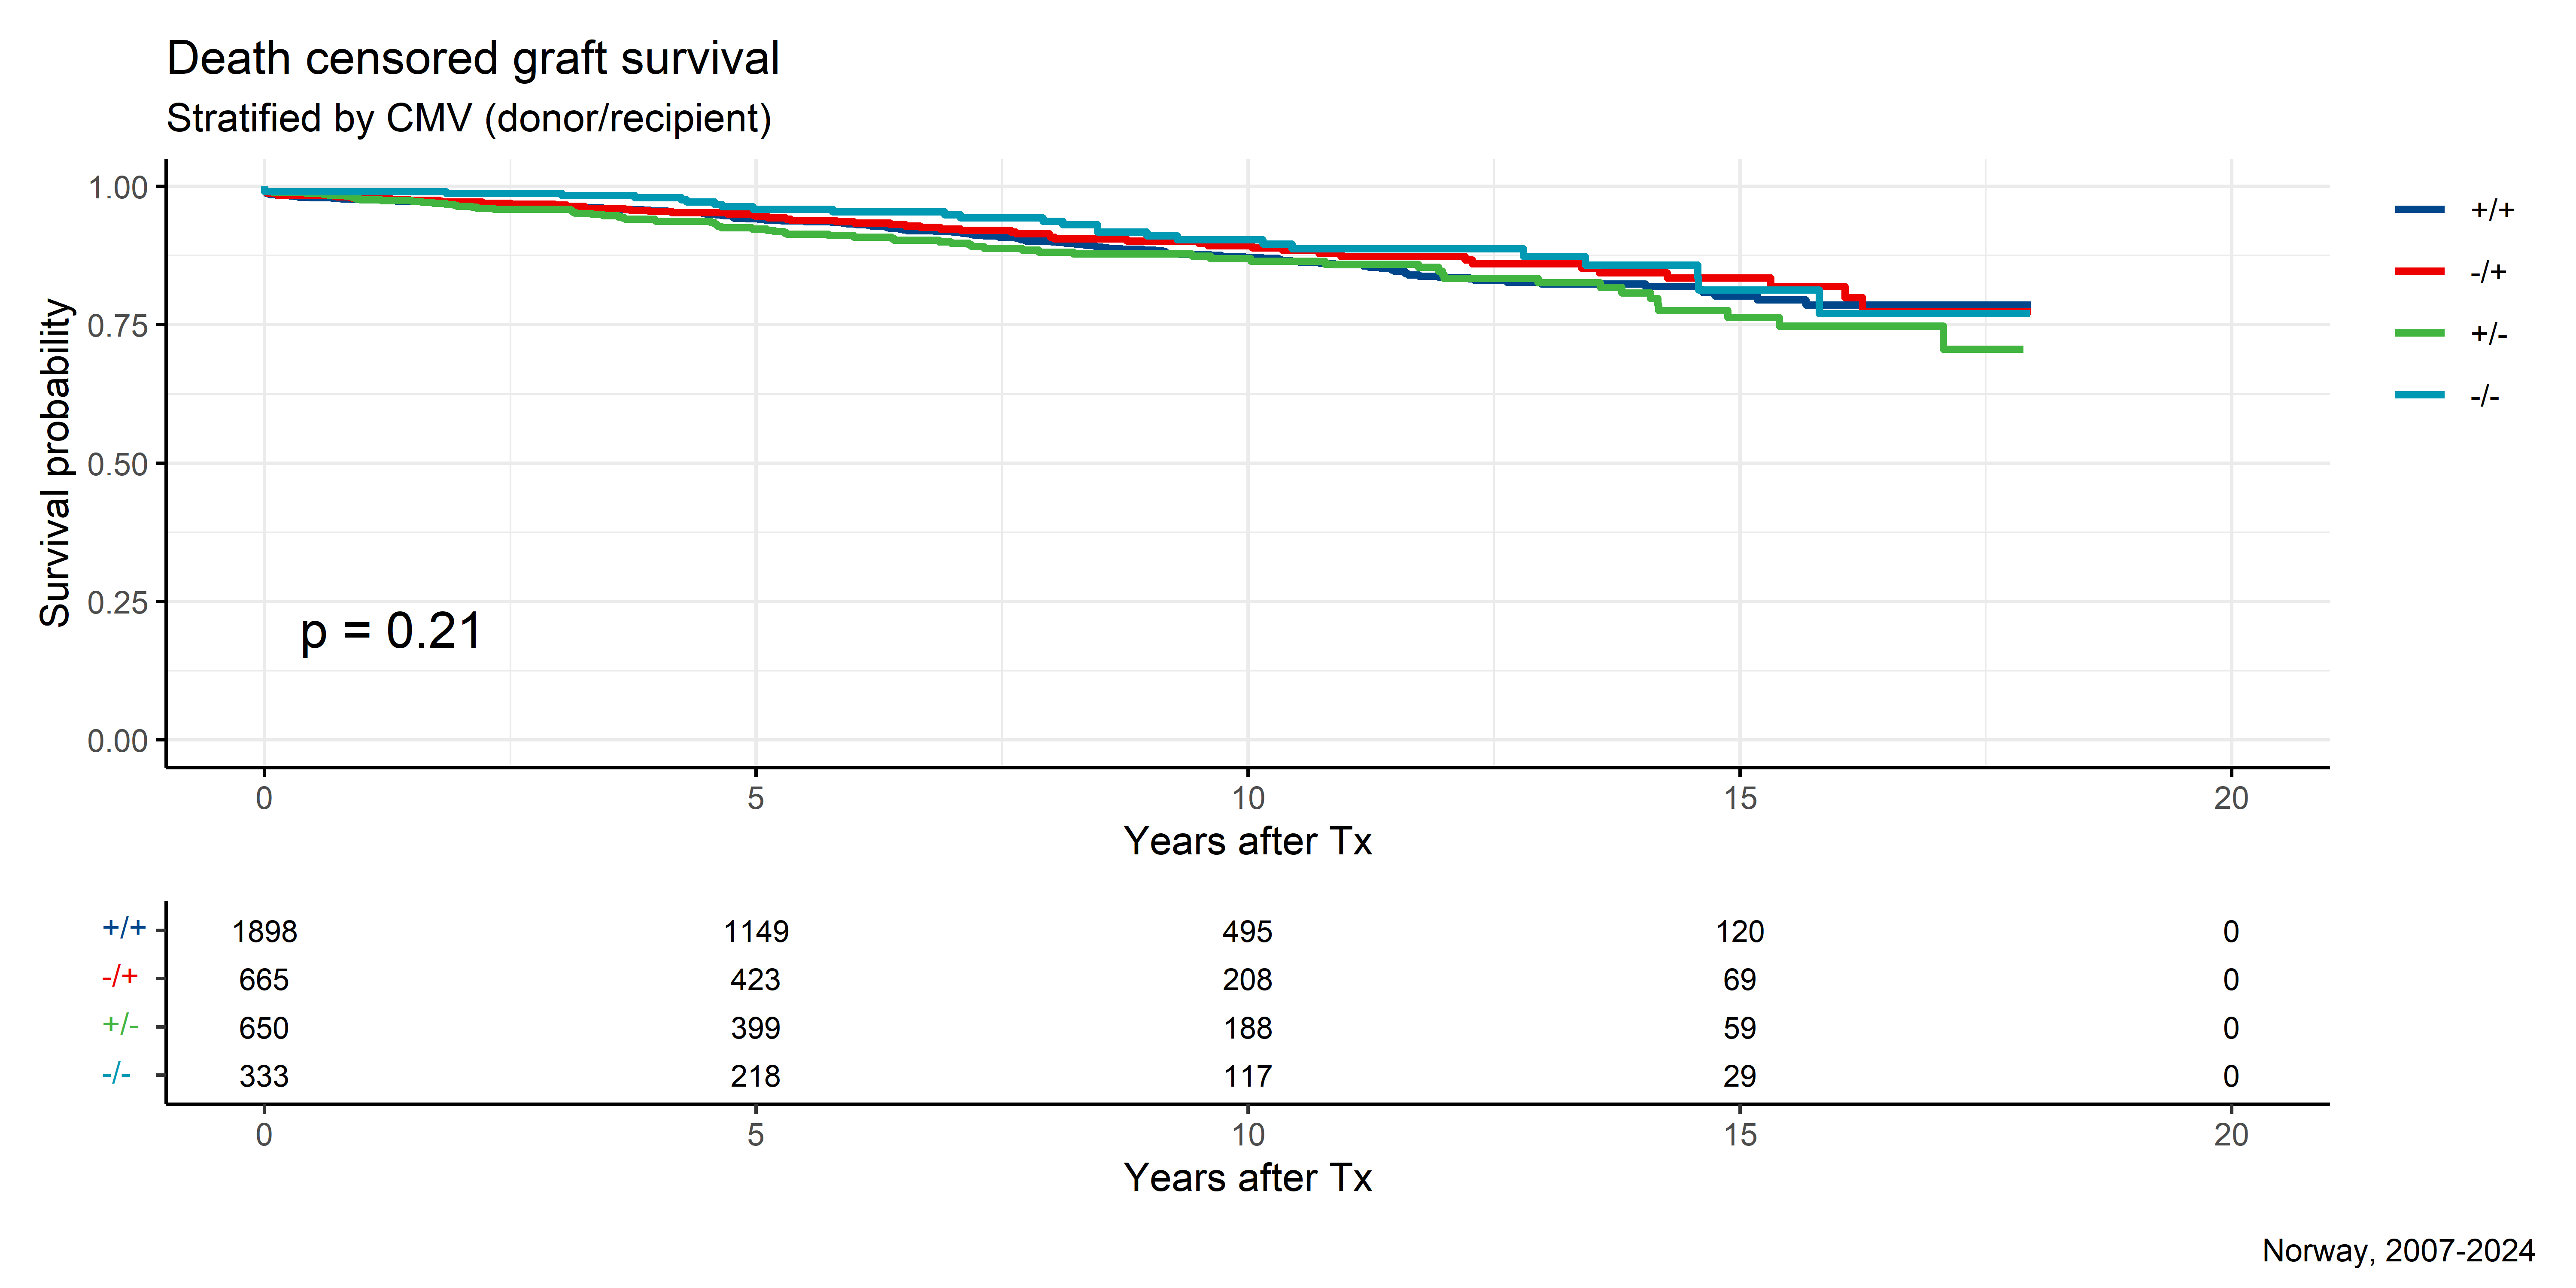 Death censored graft survival
Stratified by CMV (donor/recipient)
Survival probability
1.00
0.75
0.50
0.25
0.00
p = 0.21
0 5 10 15 20
Years after Tx
+/+
-/+
+/-
-/-
+/+ 1898 1149 495 120 0
-/+ 665 423 208 69 0
+/- 650 399 188 59 0
-/- 333 218 117 29 0
0 5 10 15 20
Years after Tx
Norway, 2007-2024